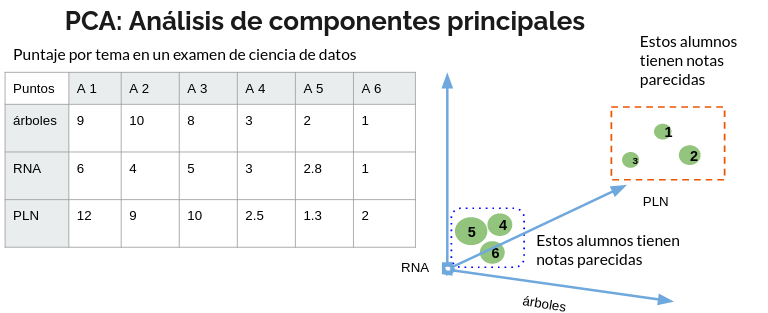 PCA: Análisis de componentes principales
Puntaje por tema en un examen de ciencia de datos
Puntos A 1 A 2 A 3 A 4 A 5 A 6
árboles 9 10 8 3 2 1
RNA 6 4 5 3 2.8 1
PLN 12 9 10 2.5 1.3 2
Estos alumnos
tienen notas
parecidas
1
2
3
PLN
5
4
6
Estos alumnos tienen
notas parecidas
RNA
árboles